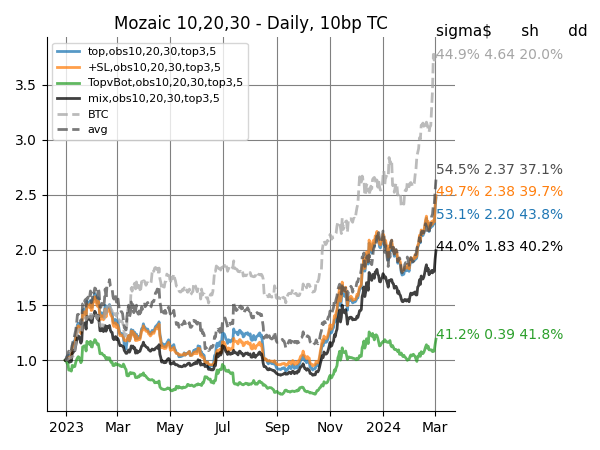 Mozaic 10,20,30 - Daily, 10bp TC
sigma$ sh dd
top,obs10,20,30,top3,5
+SL,obs10,20,30,top3,5
TopvBot,obs10,20,30,top3,5
mix,obs10,20,30,top3,5
BTC
avg
44.9% 4.64 20.0%
54.5% 2.37 37.1%
49.7% 2.38 39.7%
53.1% 2.20 43.8%
44.0% 1.83 40.2%
41.2% 0.39 41.8%
3.5
3.0
2.5
2.0
1.5
1.0
2023 Mar May Jul Sep Nov 2024 Mar